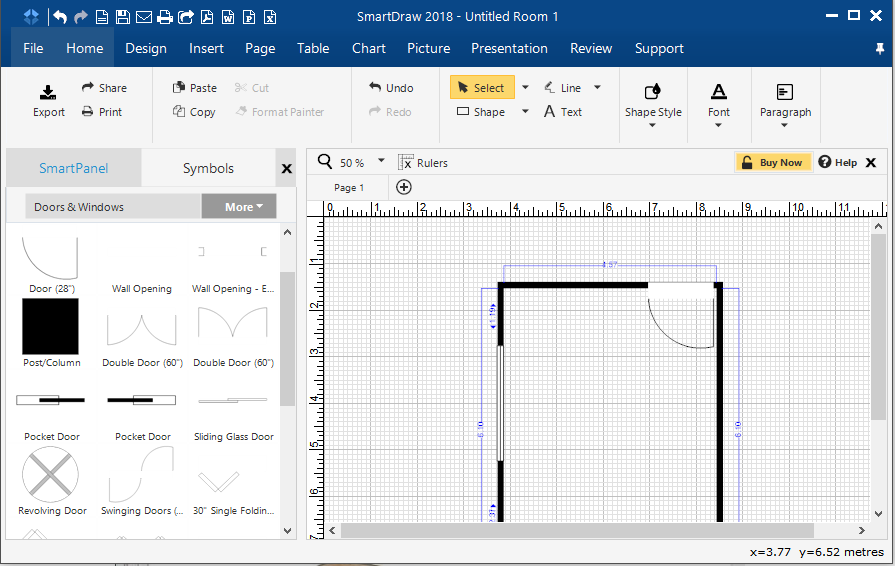 SmartDraw 2018 - Untitled Room 1
File Home Design Insert Page Table Chart Picture Presentation Review Support
Export
Share
Print
Paste
Copy
Cut
Format Painter
Undo
Redo
Select
Shape
Line
Text
Shape Style
Font
Paragraph
SmartPanel Symbols
Doors & Windows More
Door (28") Wall Opening Wall Opening - E...
Post/Column Double Door (60") Double Door (60")
Pocket Door Pocket Door Sliding Glass Door
Revolving Door Swinging Doors (... 30" Single Foldin...
50 % Rulers Buy Now Help
Page 1
0 1 2 3 4 5 6 7 8 9 10 11
2
3
4
5
6
7
4.57
1.19
6.10
6.10
x=3.77 y=6.52 metres